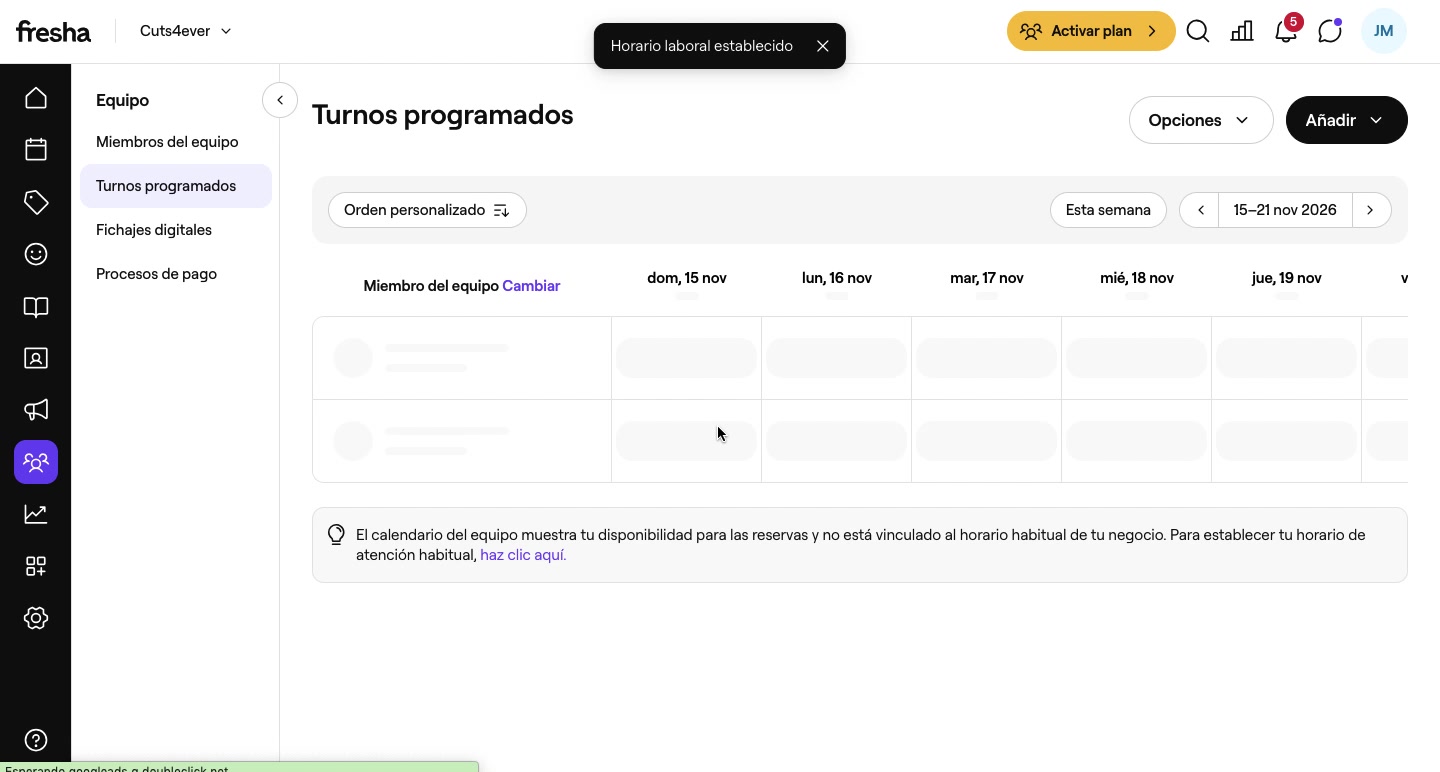 fresha
Cuts4ever
Horario laboral establecido
Activar plan
5
JM
Equipo
Miembros del equipo
Turnos programados
Fichajes digitales
Procesos de pago
Turnos programados
Opciones
Añadir
Orden personalizado
Esta semana
15–21 nov 2026
Miembro del equipo Cambiar
dom, 15 nov
lun, 16 nov
mar, 17 nov
mié, 18 nov
jue, 19 nov
v
El calendario del equipo muestra tu disponibilidad para las reservas y no está vinculado al horario habitual de tu negocio. Para establecer tu horario de
atención habitual, haz clic aquí.
Esperando googleads.g.doubleclick.net